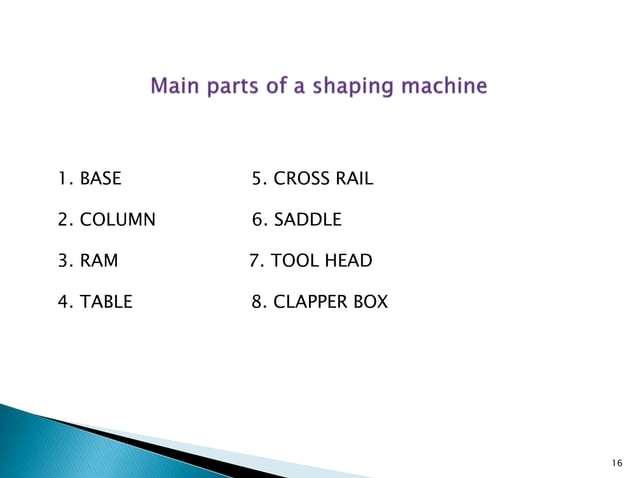 Main parts of a shaping machine
1. BASE 5. CROSS RAIL
2. COLUMN 6. SADDLE
3. RAM 7. TOOL HEAD
4. TABLE 8. CLAPPER BOX
16